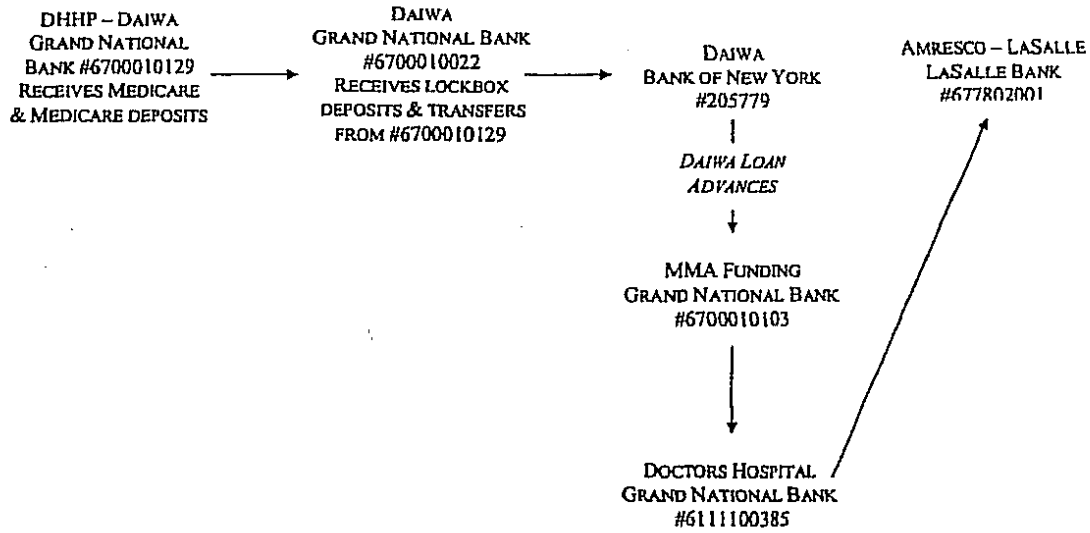 DHHP – DAIWA
GRAND NATIONAL
BANK #6700010129
RECEIVES MEDICARE
& MEDICARE DEPOSITS
DAIWA
GRAND NATIONAL BANK
#6700010022
RECEIVES LOCKBOX
DEPOSITS & TRANSFERS
FROM #6700010129
DAIWA
BANK OF NEW YORK
#205779
DAIWA LOAN
ADVANCES
MMA FUNDING
GRAND NATIONAL BANK
#6700010103
DOCTORS HOSPITAL
GRAND NATIONAL BANK
#6111100385
AMRESCO – LASALLE
LASALLE BANK
#677802001